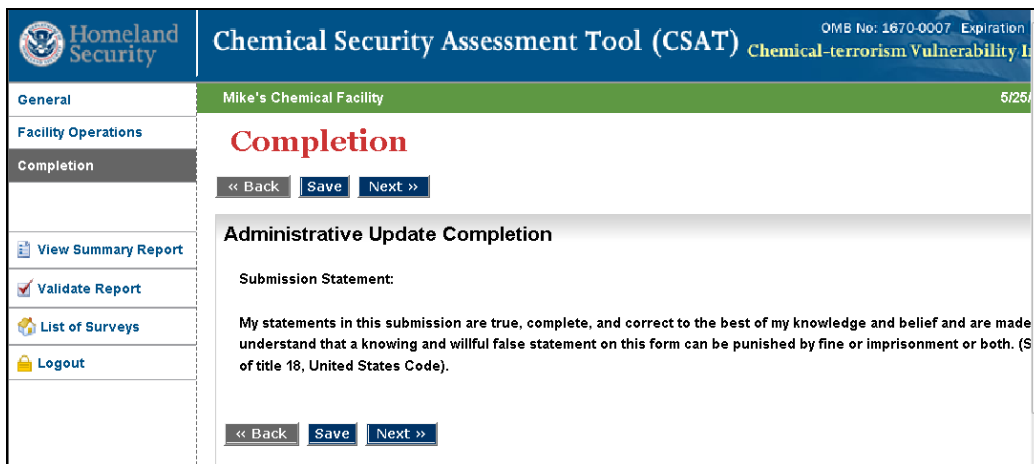 Homeland
Security
Chemical Security Assessment Tool (CSAT)
OMB No: 1670-0007 Expiration
Chemical-terrorism Vulnerability
General
Mike's Chemical Facility
5/25/
Facility Operations
Completion
Completion
« Back Save Next »
Administrative Update Completion
View Summary Report
Submission Statement:
Validate Report
List of Surveys
My statements in this submission are true, complete, and correct to the best of my knowledge and belief and are made
understand that a knowing and willful false statement on this form can be punished by fine or imprisonment or both. (S
of title 18, United States Code).
Logout
« Back Save Next »